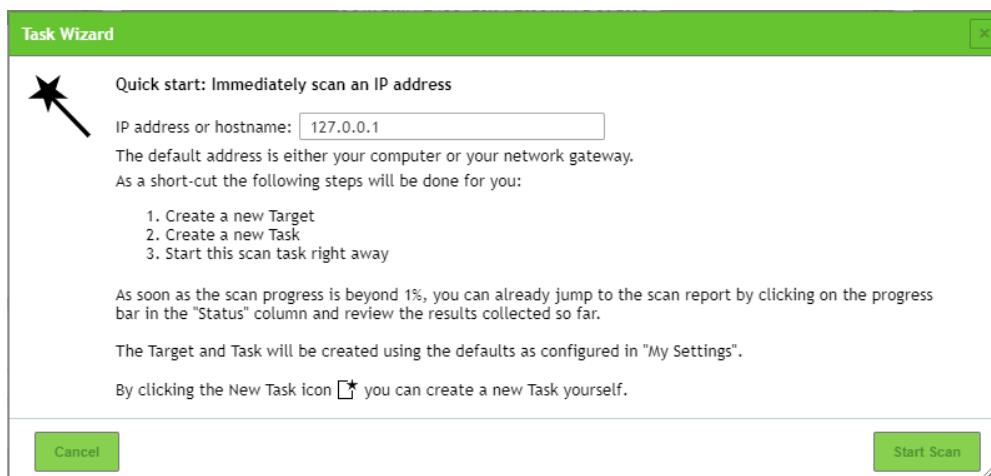 Task Wizard
×
Quick start: Immediately scan an IP address
IP address or hostname: 127.0.0.1
The default address is either your computer or your network gateway.
As a short-cut the following steps will be done for you:
1. Create a new Target
2. Create a new Task
3. Start this scan task right away
As soon as the scan progress is beyond 1%, you can already jump to the scan report by clicking on the progress
bar in the "Status" column and review the results collected so far.
The Target and Task will be created using the defaults as configured in "My Settings".
By clicking the New Task icon you can create a new Task yourself.
Cancel
Start Scan